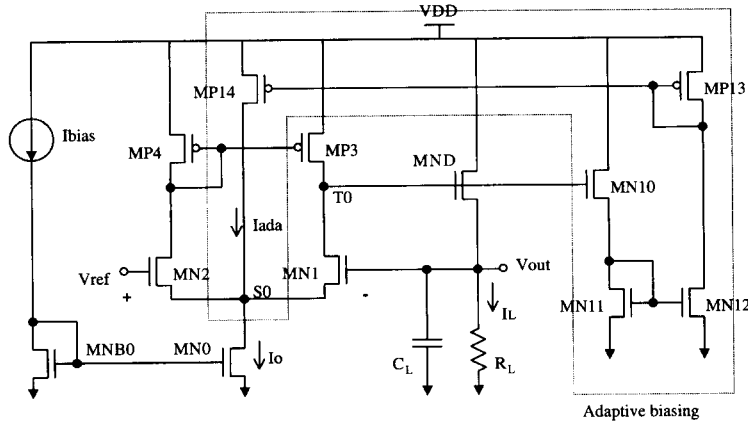 VDD
MP14
MP13
Ibias
MP4
MP3
MND
T0
MN10
Iada
Vref
+
MN2
MN1
-
Vout
S0
IL
MN11
MN12
MNB0
MN0
Io
CL
RL
Adaptive biasing